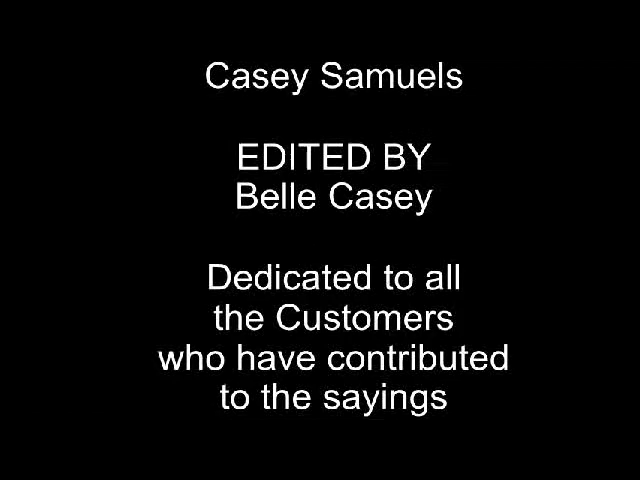 Casey Samuels
EDITED BY
Belle Casey
Dedicated to all
the Customers
who have contributed
to the sayings